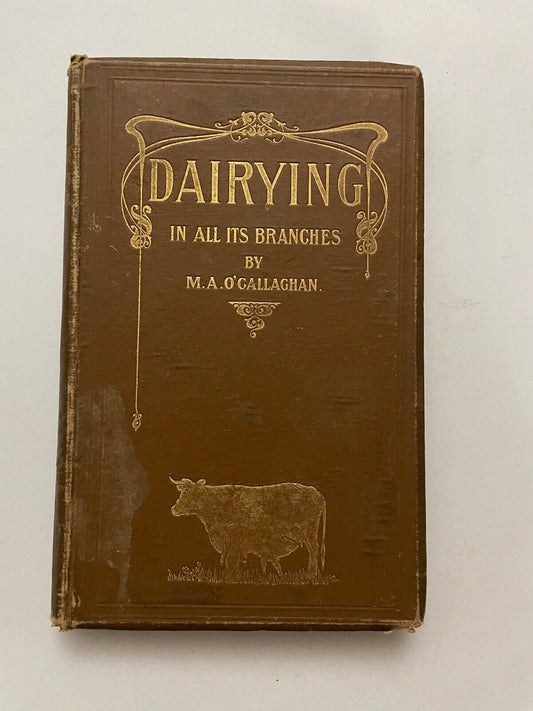 DAIRYING
IN ALL ITS BRANCHES
BY
M.A.O'CALLAGHAN.